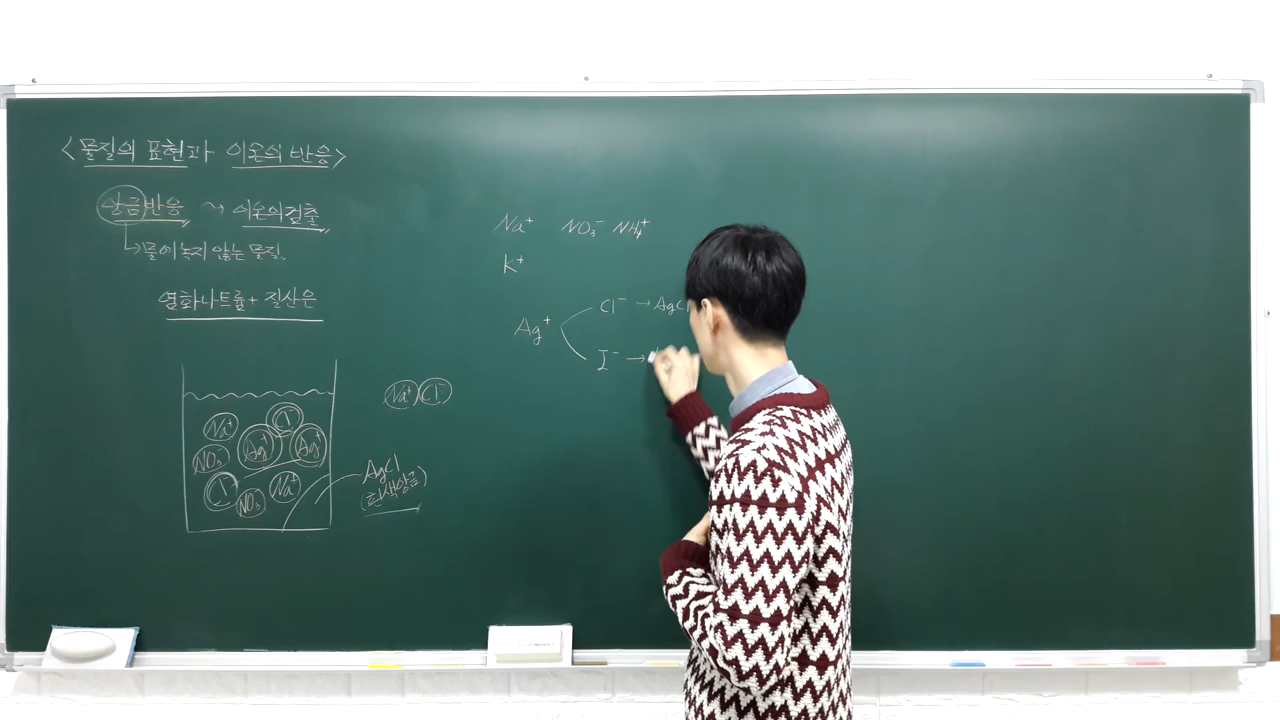 <물질의 표현과 이온의 반응>
앙금반응 ~> 이온의검출
↳물에 녹지 않는 물질.
염화나트륨 + 질산은
Na⁺ Cl⁻
Na⁺ Cl⁻
Ag⁺ Ag⁺
NO₃⁻
Cl⁻ NO₃⁻ Na⁺
AgCl
(흰색앙금)
Na⁺ NO₃⁻ NH₄⁺
K⁺
Cl⁻ → AgCl
Ag⁺
I⁻ →